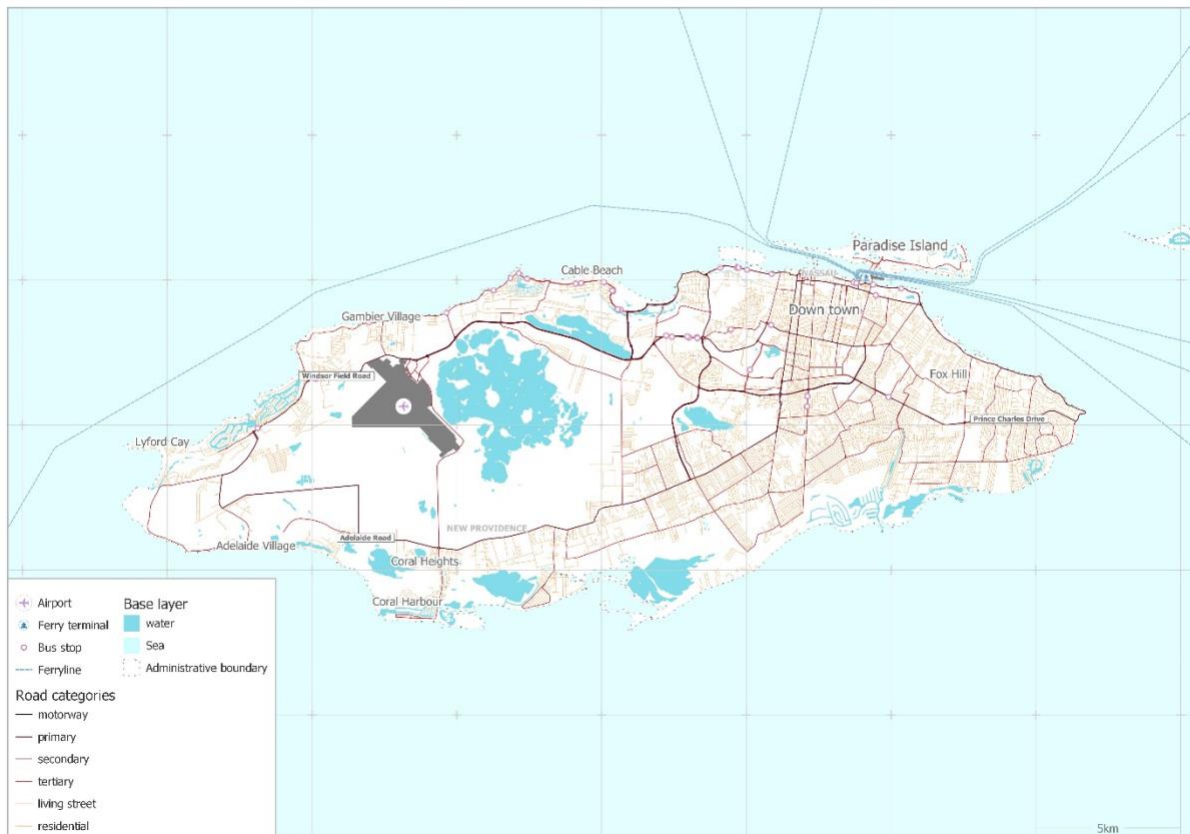 Paradise Island
NASSAU
Cable Beach
Down town
Gambier Village
Windsor Field Road
Fox Hill
Prince Charles Drive
Lyford Cay
NEW PROVIDENCE
Adelaide Road
Adelaide Village
Coral Heights
Coral Harbour
Airport
Ferry terminal
Bus stop
Ferryline
Base layer
water
Sea
Administrative boundary
Road categories
motorway
primary
secondary
tertiary
living street
residential
5km